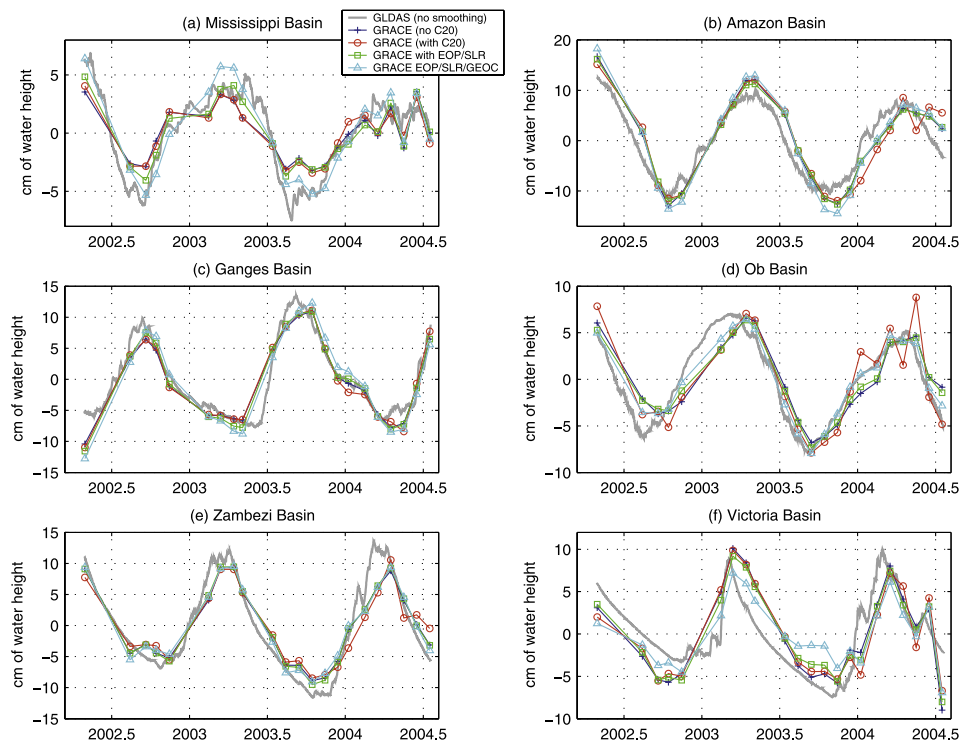 (a) Mississippi Basin
GLDAS (no smoothing)
GRACE (no C20)
GRACE (with C20)
GRACE with EOP/SLR
GRACE EOP/SLR/GEOC
cm of water height
5
0
−5
2002.5 2003 2003.5 2004 2004.5
(b) Amazon Basin
cm of water height
20
10
0
−10
2002.5 2003 2003.5 2004 2004.5
(c) Ganges Basin
cm of water height
15
10
5
0
−5
−10
−15
2002.5 2003 2003.5 2004 2004.5
(d) Ob Basin
cm of water height
10
5
0
−5
−10
2002.5 2003 2003.5 2004 2004.5
(e) Zambezi Basin
cm of water height
15
10
5
0
−5
−10
−15
2002.5 2003 2003.5 2004 2004.5
(f) Victoria Basin
cm of water height
10
5
0
−5
−10
2002.5 2003 2003.5 2004 2004.5